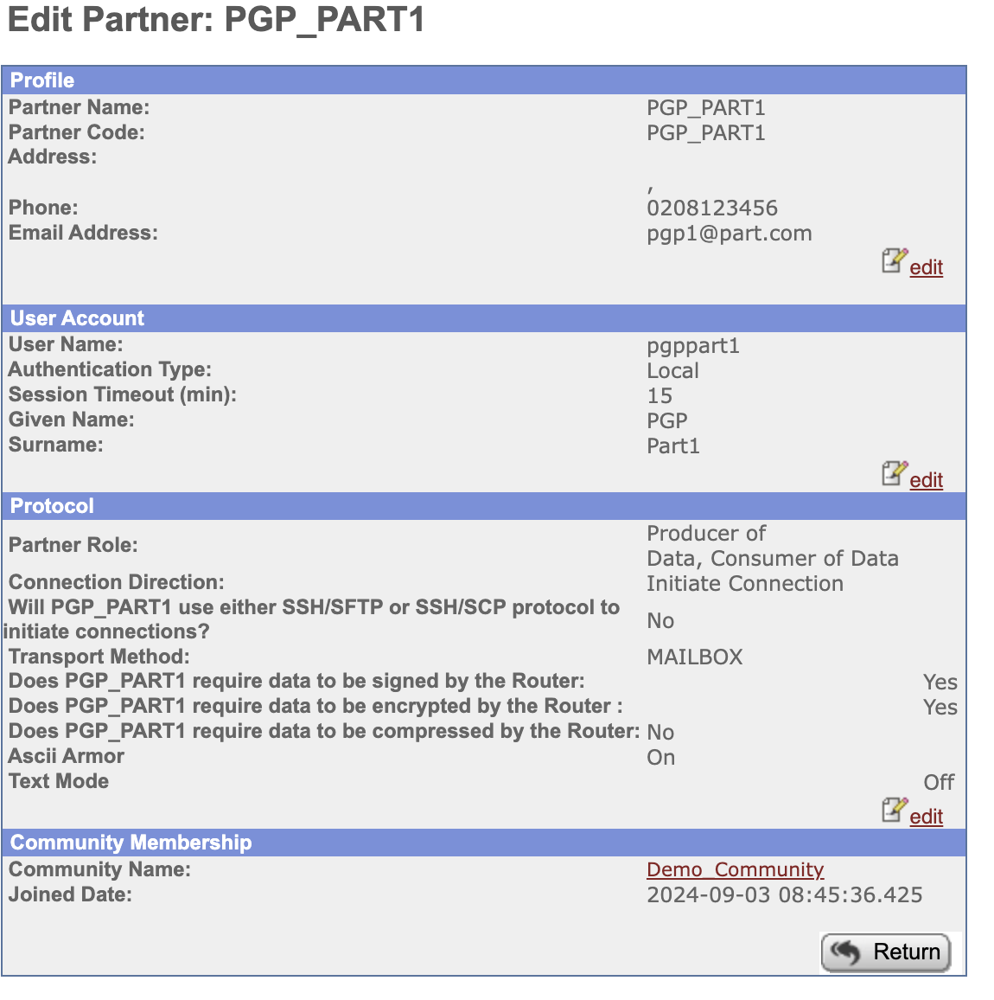 Edit Partner: PGP_PART1
Profile
Partner Name: PGP_PART1
Partner Code: PGP_PART1
Address:
,
Phone: 0208123456
Email Address: pgp1@part.com
edit
User Account
User Name: pgppart1
Authentication Type: Local
Session Timeout (min): 15
Given Name: PGP
Surname: Part1
edit
Protocol
Partner Role: Producer of
Data, Consumer of Data
Connection Direction: Initiate Connection
Will PGP_PART1 use either SSH/SFTP or SSH/SCP protocol to
initiate connections? No
Transport Method: MAILBOX
Does PGP_PART1 require data to be signed by the Router: Yes
Does PGP_PART1 require data to be encrypted by the Router : Yes
Does PGP_PART1 require data to be compressed by the Router: No
Ascii Armor On
Text Mode Off
edit
Community Membership
Community Name: Demo_Community
Joined Date: 2024-09-03 08:45:36.425
Return